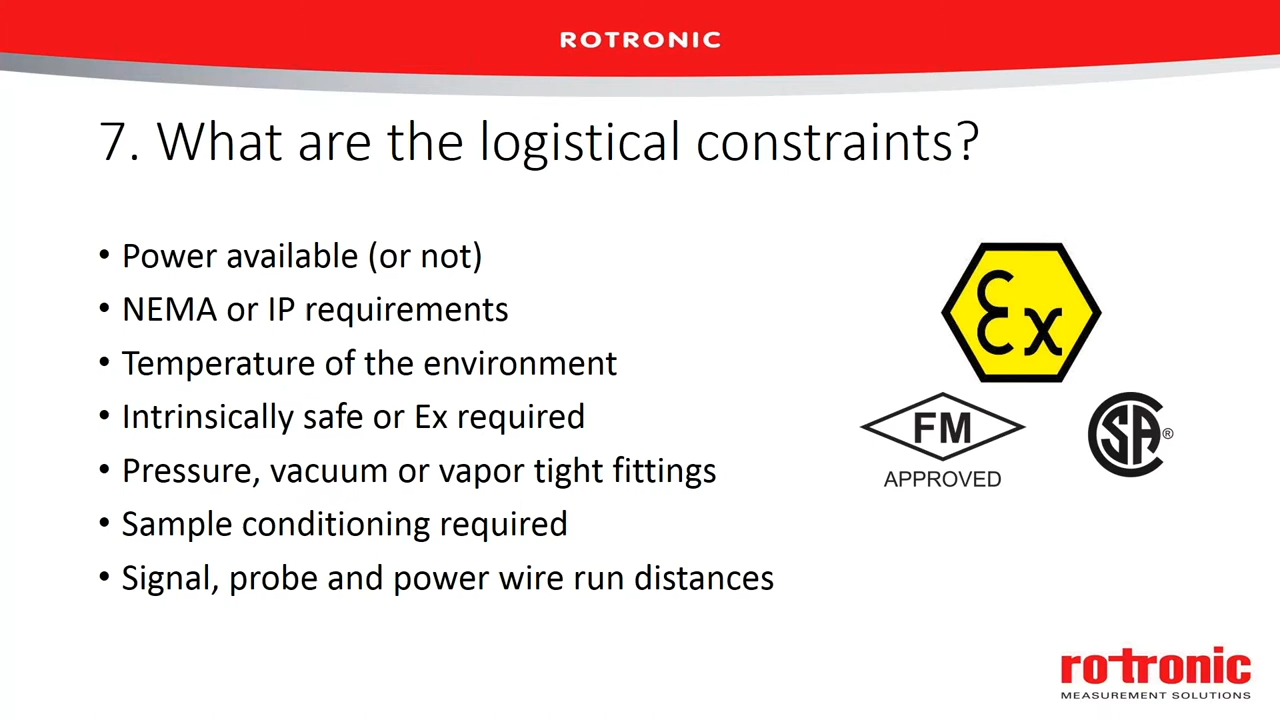 ROTRONIC
7. What are the logistical constraints?
• Power available (or not)
• NEMA or IP requirements
• Temperature of the environment
• Intrinsically safe or Ex required
• Pressure, vacuum or vapor tight fittings
• Sample conditioning required
• Signal, probe and power wire run distances
Ex
FM
APPROVED
CSA®
rotronic
MEASUREMENT SOLUTIONS